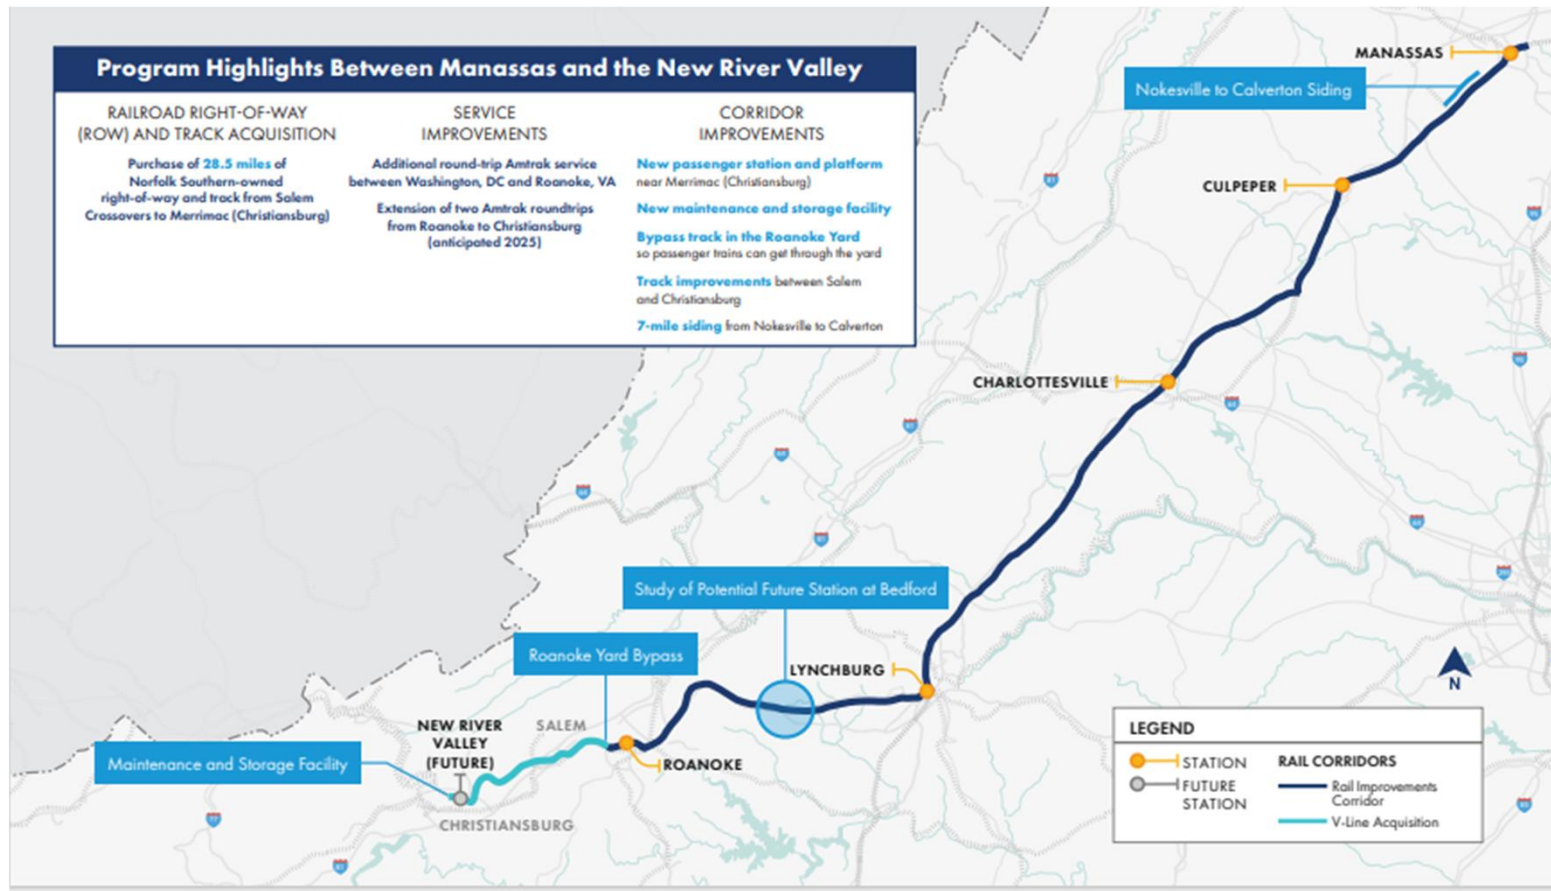 Program Highlights Between Manassas and the New River Valley
RAILROAD RIGHT-OF-WAY
(ROW) AND TRACK ACQUISITION
Purchase of 28.5 miles of
Norfolk Southern-owned
right-of-way and track from Salem
Crossovers to Merrimac (Christiansburg)
SERVICE
IMPROVEMENTS
Additional round-trip Amtrak service
between Washington, DC and Roanoke, VA
Extension of two Amtrak roundtrips
from Roanoke to Christiansburg
(anticipated 2025)
CORRIDOR
IMPROVEMENTS
New passenger station and platform
near Merrimac (Christiansburg)
New maintenance and storage facility
Bypass track in the Roanoke Yard
so passenger trains can get through the yard
Track improvements between Salem
and Christiansburg
7-mile siding from Nokesville to Calverton
MANASSAS
Nokesville to Calverton Siding
CULPEPER
CHARLOTTESVILLE
Study of Potential Future Station at Bedford
Roanoke Yard Bypass
LYNCHBURG
NEW RIVER
VALLEY
(FUTURE)
SALEM
Maintenance and Storage Facility
ROANOKE
CHRISTIANSBURG
N
LEGEND
STATION
FUTURE
STATION
RAIL CORRIDORS
Rail Improvements
Corridor
V-Line Acquisition